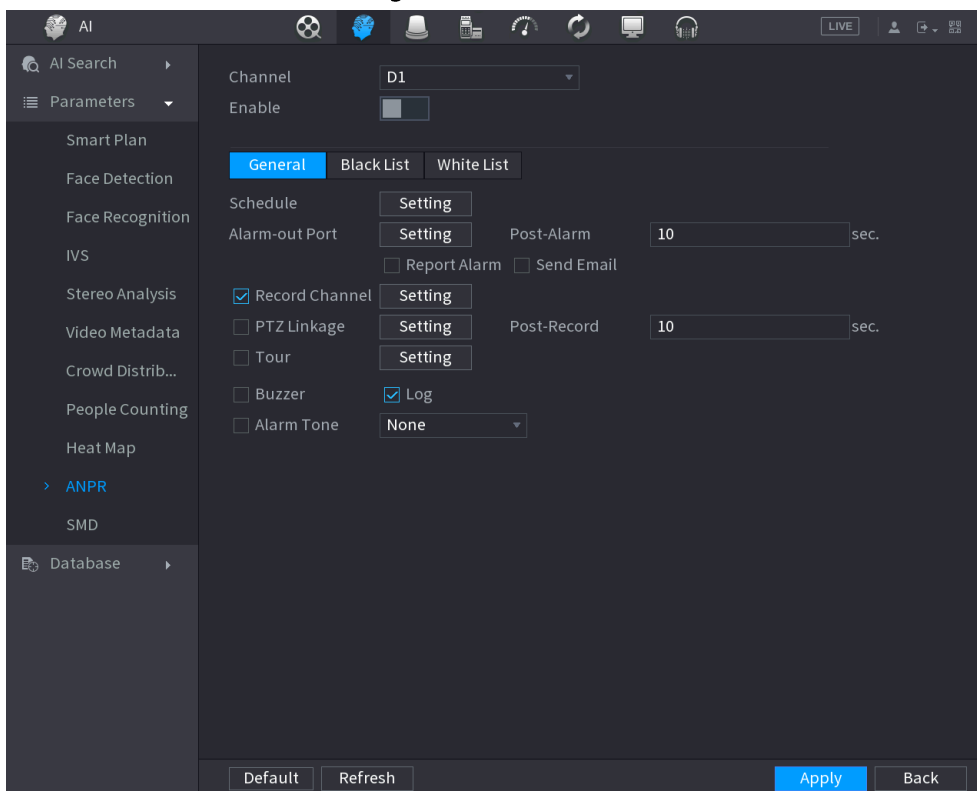 AI
LIVE
AI Search
Parameters
Smart Plan
Face Detection
Face Recognition
IVS
Stereo Analysis
Video Metadata
Crowd Distrib...
People Counting
Heat Map
ANPR
SMD
Database
Channel D1
Enable
General Black List White List
Schedule Setting
Alarm-out Port Setting Post-Alarm 10 sec.
Report Alarm Send Email
Record Channel Setting
PTZ Linkage Setting Post-Record 10 sec.
Tour Setting
Buzzer Log
Alarm Tone None
Default Refresh Apply Back